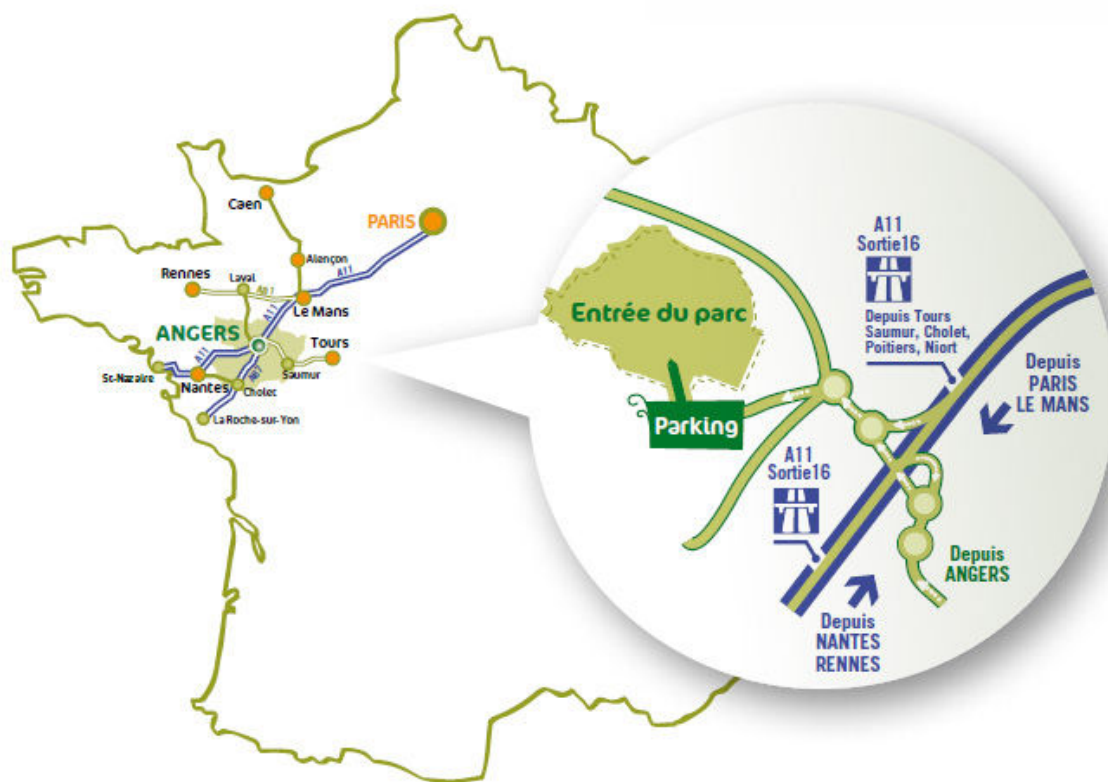 Caen
PARIS
Alençon
A11
Rennes
Laval
A81
Le Mans
A11
ANGERS
Tours
A11
Saumur
St-Nazaire
Nantes
A87
Cholet
La Roche-sur-Yon
A11
Sortie16
Depuis Tours
Saumur, Cholet,
Poitiers, Niort
Entrée du parc
Depuis
PARIS
LE MANS
Parking
A11
Sortie16
Depuis
ANGERS
Depuis
NANTES
RENNES